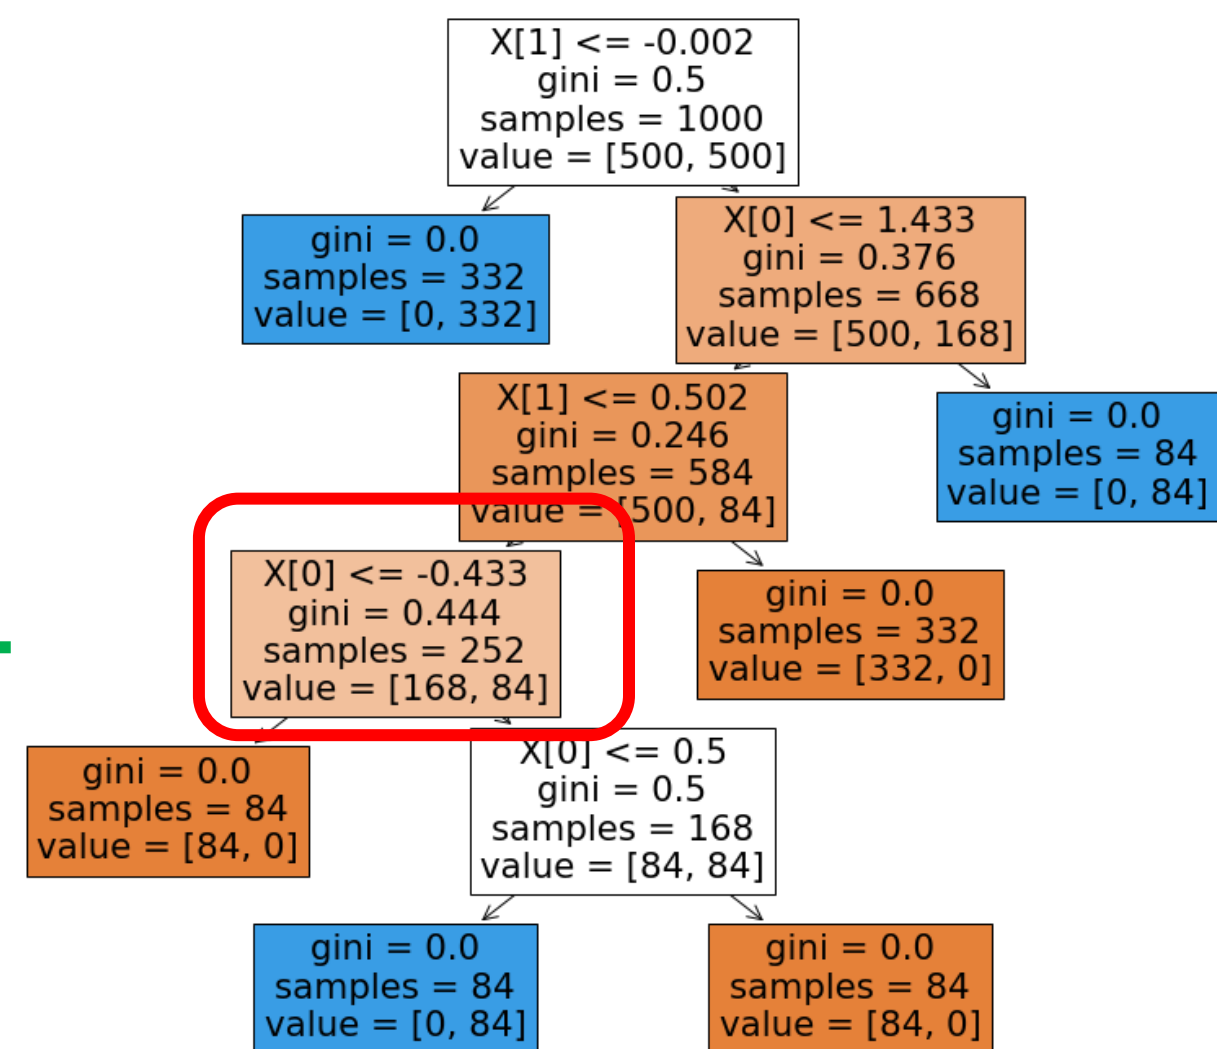 X[1] <= -0.002
gini = 0.5
samples = 1000
value = [500, 500]
gini = 0.0
samples = 332
value = [0, 332]
X[0] <= 1.433
gini = 0.376
samples = 668
value = [500, 168]
X[1] <= 0.502
gini = 0.246
samples = 584
value = [500, 84]
gini = 0.0
samples = 84
value = [0, 84]
X[0] <= -0.433
gini = 0.444
samples = 252
value = [168, 84]
gini = 0.0
samples = 332
value = [332, 0]
gini = 0.0
samples = 84
value = [84, 0]
X[0] <= 0.5
gini = 0.5
samples = 168
value = [84, 84]
gini = 0.0
samples = 84
value = [0, 84]
gini = 0.0
samples = 84
value = [84, 0]